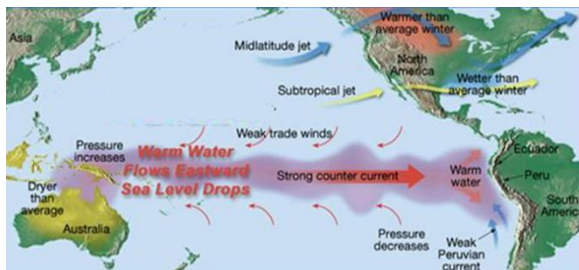 Warmer than
average winter
Asia
Midlatitude jet
North
America
Wetter than
average winter
Subtropical jet
Weak trade winds
Pressure
increases
Warm Water
Flows Eastward
Sea Level Drops
Ecuador
Strong counter current
Warm
water
Peru
Dryer
than
average
South
America
Australia
Pressure
decreases
Weak
Peruvian
current